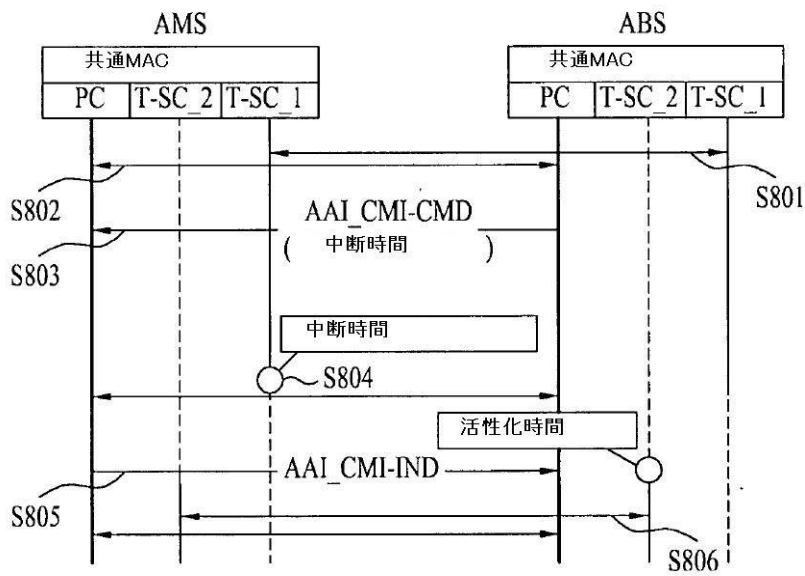 AMS ABS
共通MAC 共通MAC
PC T-SC_2 T-SC_1 PC T-SC_2 T-SC_1
S802 S801
AAI_CMI-CMD
( 中断時間 )
S803
中断時間
S804
活性化時間
AAI_CMI-IND
S805
S806